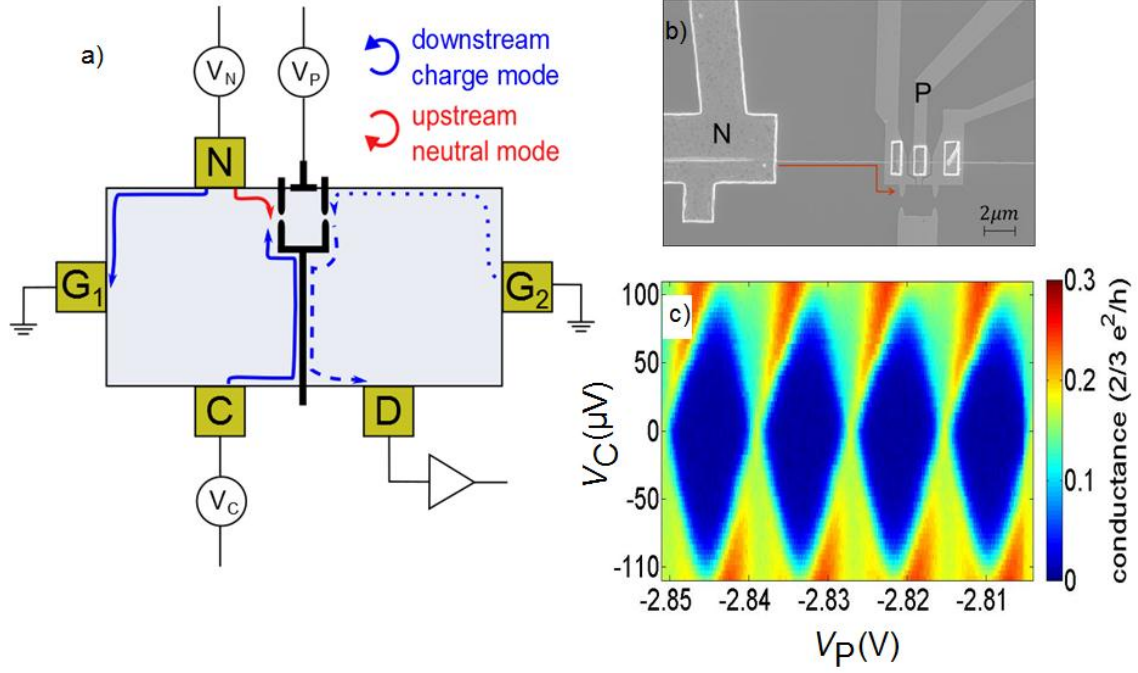 a)
V_N
V_P
downstream
charge mode
upstream
neutral mode
N
G₁
G₂
C
D
V_C
b)
N
P
2μm
c)
100
50
0
-50
-110
V_C(μV)
-2.85 -2.84 -2.83 -2.82 -2.81
V_P(V)
0.3
0.2
0.1
0
conductance (2/3 e²/h)